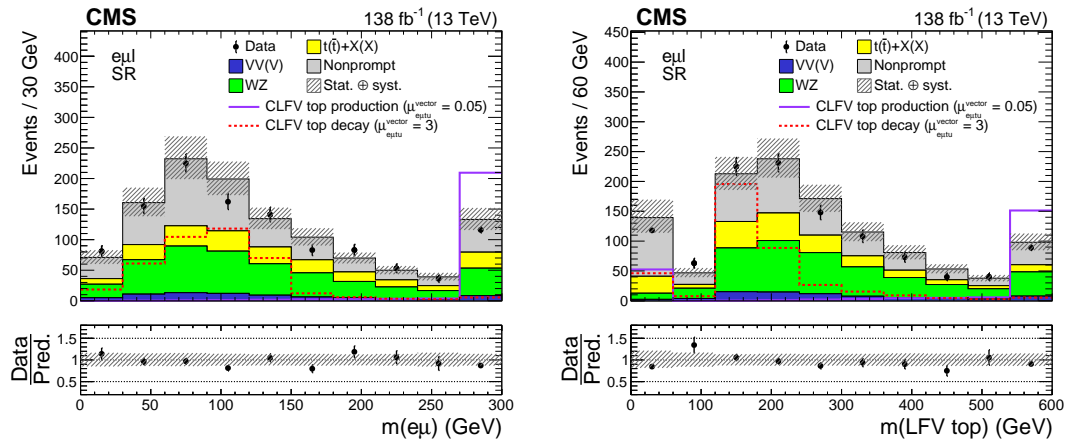 CMS
138 fb⁻¹ (13 TeV)
Events / 30 GeV
400
350
300
250
200
150
100
50
0
eμl
SR
Data
t(t̄)+X(X)
VV(V)
Nonprompt
WZ
Stat. ⊕ syst.
CLFV top production (μ^vector_eμtu = 0.05)
CLFV top decay (μ^vector_eμtu = 3)
Data
Pred.
1.5
1.0
0.5
0 50 100 150 200 250 300
m(eμ) (GeV)
CMS
138 fb⁻¹ (13 TeV)
Events / 60 GeV
400
350
300
250
200
150
100
50
0
eμl
SR
Data
t(t̄)+X(X)
VV(V)
Nonprompt
WZ
Stat. ⊕ syst.
CLFV top production (μ^vector_eμtu = 0.05)
CLFV top decay (μ^vector_eμtu = 3)
Data
Pred.
1.5
1.0
0.5
0 100 200 300 400 500 600
m(LFV top) (GeV)